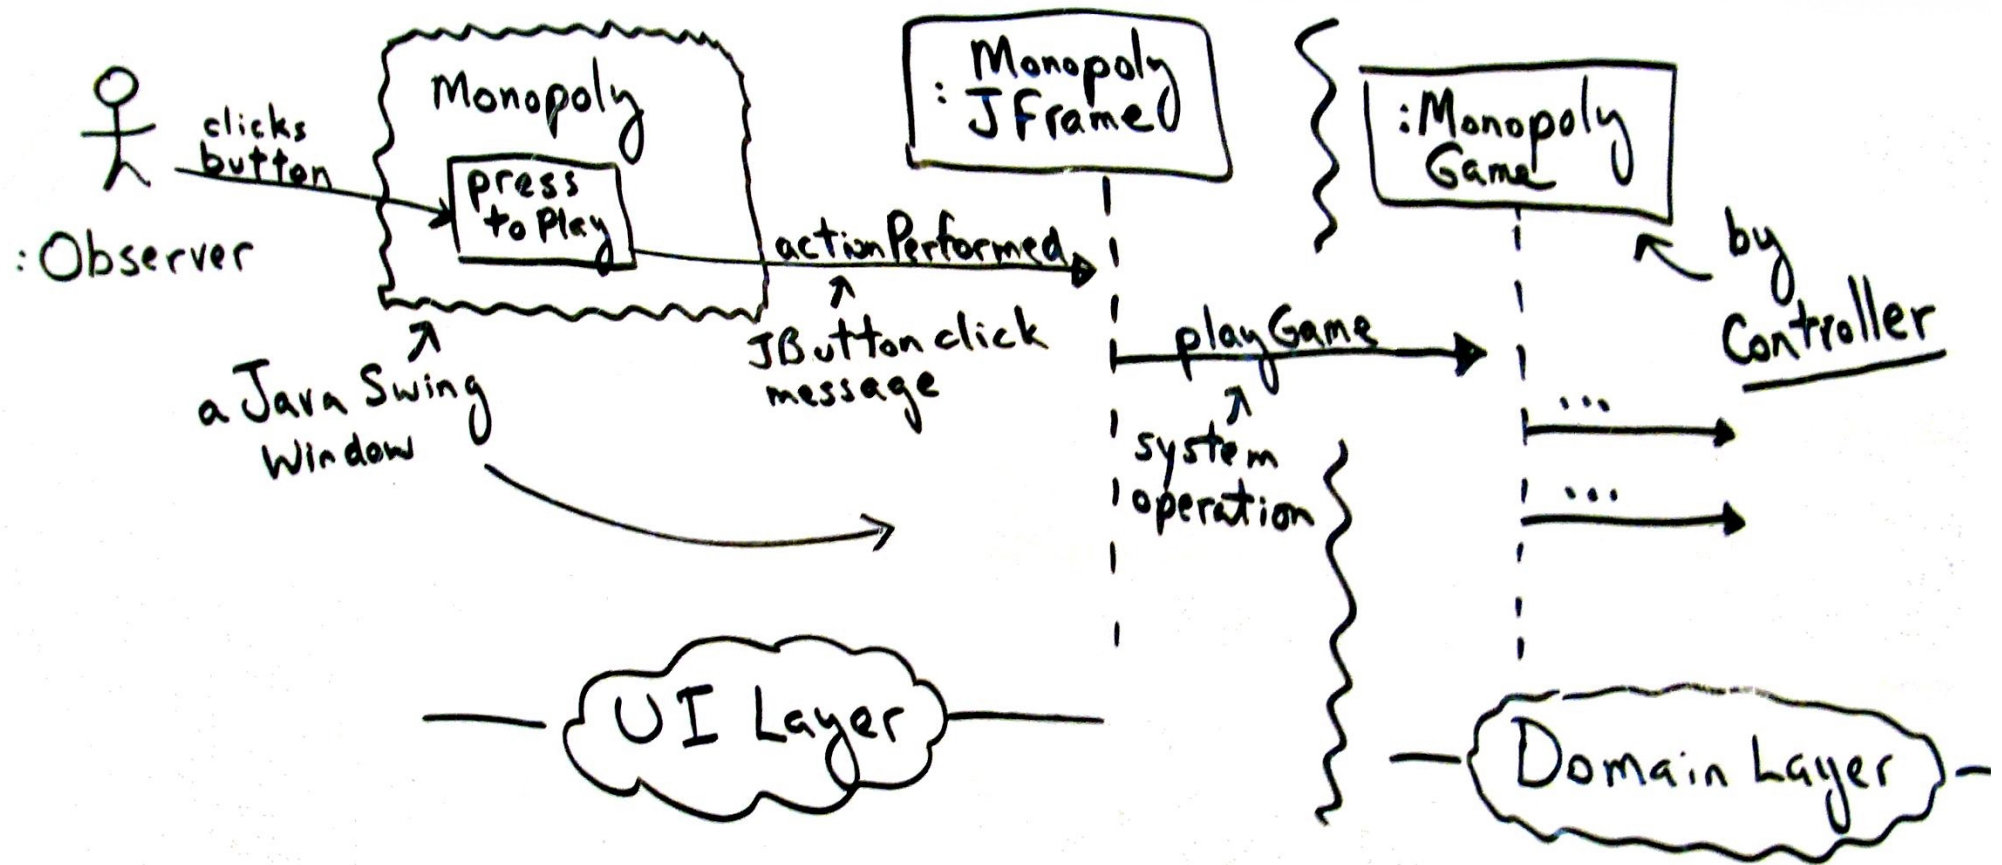 :Observer
clicks
button
Monopoly
press
to Play
a Java Swing
Window
actionPerformed
JButton click
message
: Monopoly
JFrame
playGame
system
operation
:Monopoly
Game
by
Controller
...
...
UI Layer
Domain Layer